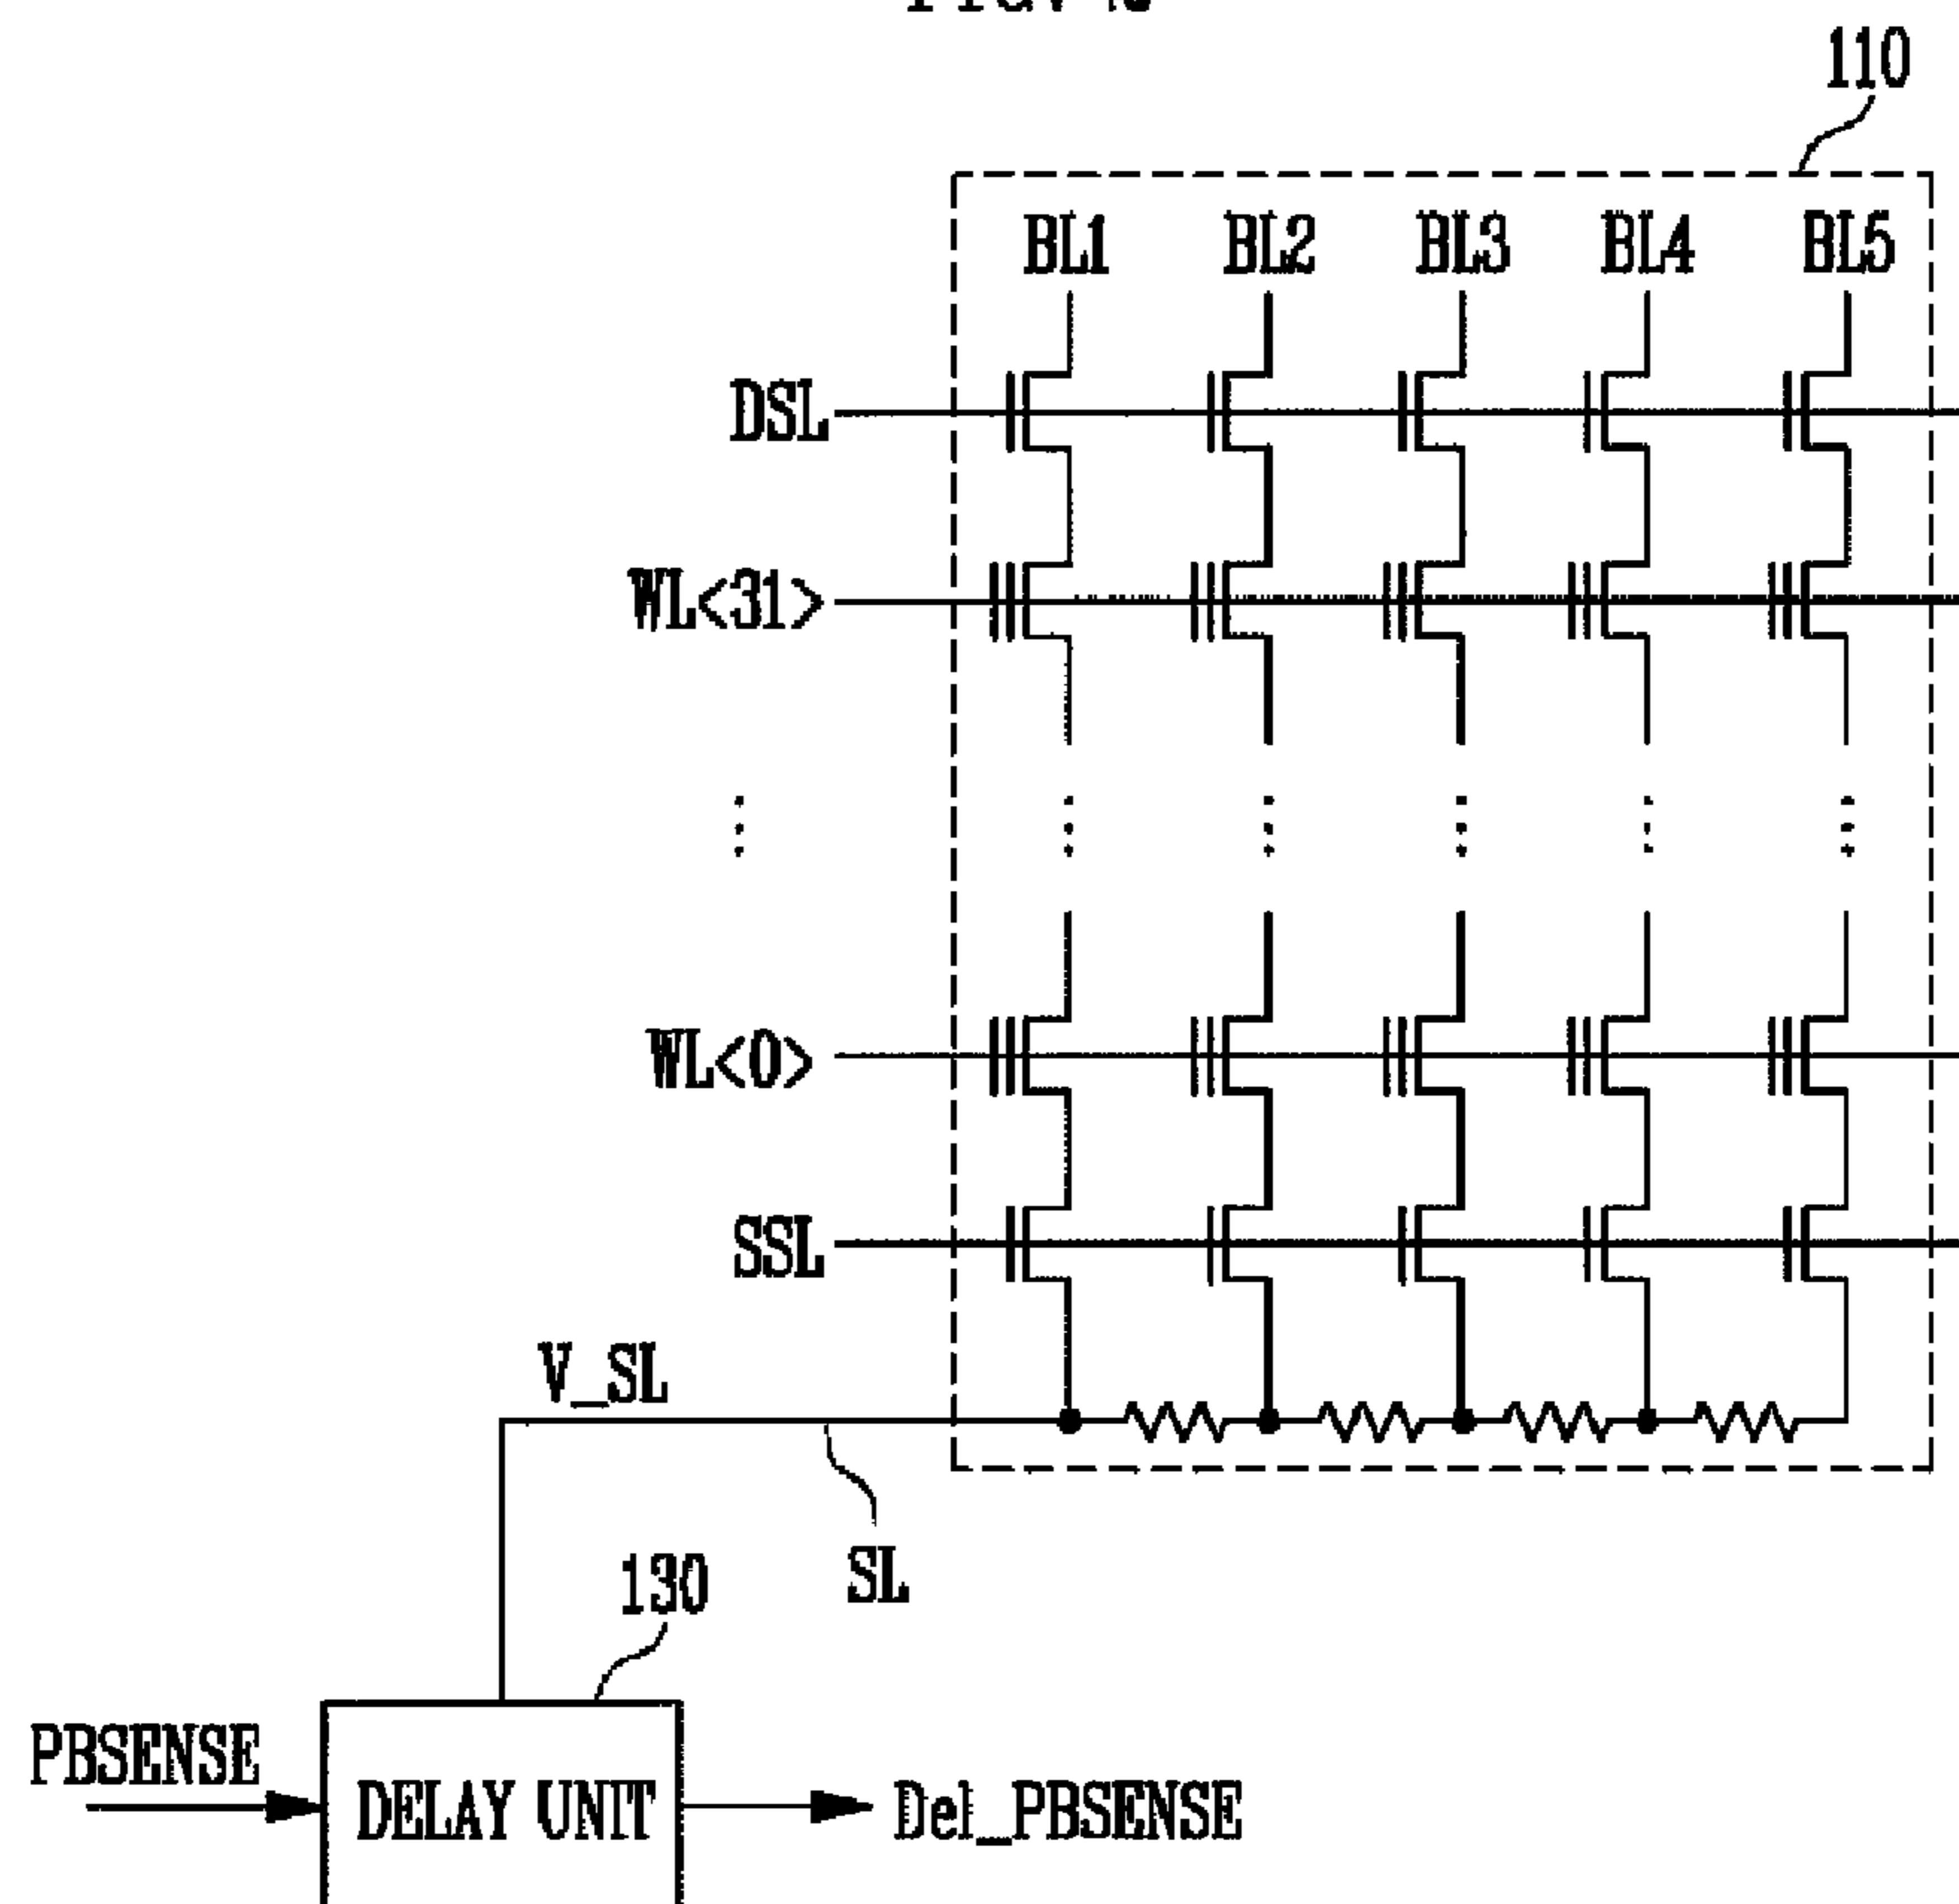 110
BL1 BL2 BL3 BL4 BL5
DSL
WL<31>
WL<0>
SSL
V_SL
SL
130
PBSENSE
DELAY UNIT
Del_PBSENSE